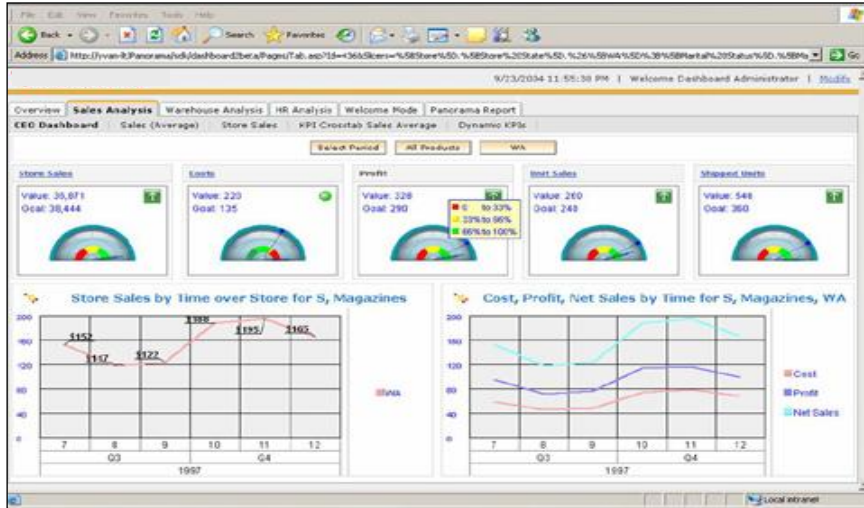 File Edit View Favorites Tools Help
Back Search Favorites
Address Go
9/23/2004 11:55:30 PM | Welcome Dashboard Administrator | Modify
Overview Sales Analysis Warehouse Analysis HR Analysis Welcome Mode Panorama Report
CEO Dashboard Sales (Average) Store Sales KPI Crosstab Sales Average Dynamic KPIs
Select Period All Products WA
Store Sales Costs Profit Unit Sales Shipped Units
Value: 220 Value: 328 Value: 260 Value: 548
Goal: 38,444 Goal: 135 Goal: 290 Goal: 248 Goal: 360
0 to 33%
33% to 66%
66% to 100%
Store Sales by Time over Store for S, Magazines
200
160
120
80
40
0
$152
$117
$122
$188
$195
$165
7 8 9 10 11 12
Q3 Q4
1997
WA
Cost, Profit, Net Sales by Time for S, Magazines, WA
200
160
120
80
40
0
7 8 9 10 11 12
Q3 Q4
1997
Cost
Profit
Net Sales
Local intranet